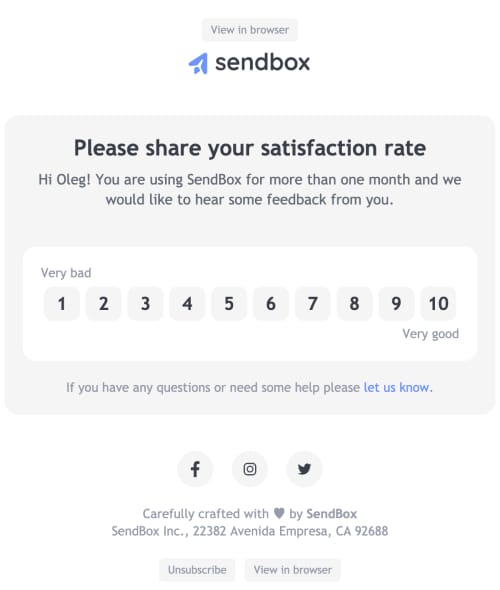 View in browser
sendbox
Please share your satisfaction rate
Hi Oleg! You are using SendBox for more than one month and we
would like to hear some feedback from you.
Very bad
1 2 3 4 5 6 7 8 9 10
Very good
If you have any questions or need some help please let us know.
Carefully crafted with ♥ by SendBox
SendBox Inc., 22382 Avenida Empresa, CA 92688
Unsubscribe View in browser